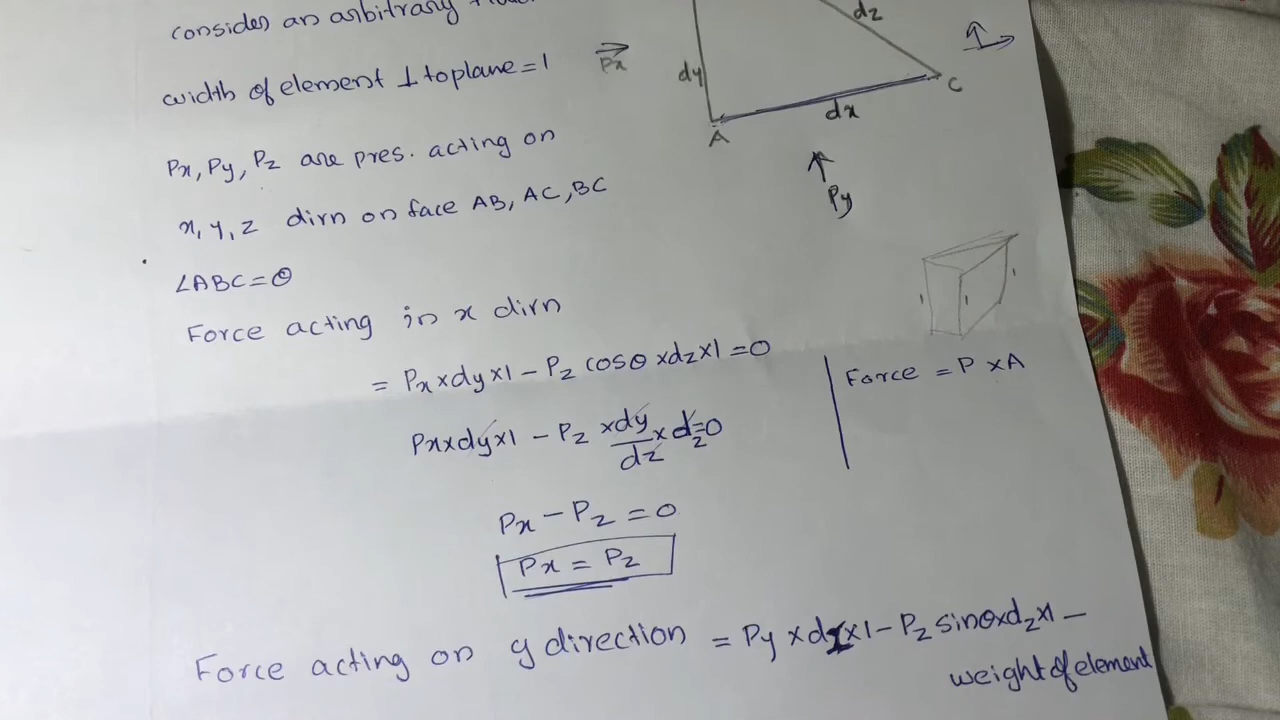 consider an arbitrary
dz
width of element ⊥ to plane = 1
Px
dy
C
dx
A
Px, Py, Pz are pres. acting on
Py
x, y, z dirn on face AB, AC, BC
∠ABC = θ
Force acting in x dirn
= Px x dy x 1 - Pz cosθ x dz x 1 = 0
Force = P x A
Px x dy x 1 - Pz x dy/dz x dz = 0
Px - Pz = 0
Px = Pz
Force acting on y direction = Py x dx x 1 - Pz sinθ x dz x 1 -
weight of element